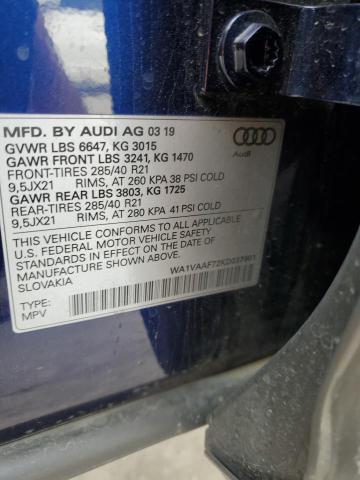 MFD. BY AUDI AG 03 19
GVWR LBS 6647, KG 3015
GAWR FRONT LBS 3241, KG 1470
FRONT-TIRES 285/40 R21
9,5JX21 RIMS, AT 260 KPA 38 PSI COLD
GAWR REAR LBS 3803, KG 1725
REAR-TIRES 285/40 R21
9,5JX21 RIMS, AT 280 KPA 41 PSI COLD
THIS VEHICLE CONFORMS TO ALL APPLICABLE
U.S. FEDERAL MOTOR VEHICLE SAFETY
STANDARDS IN EFFECT ON THE DATE OF
MANUFACTURE SHOWN ABOVE.
SLOVAKIA
WA1VAAF72KD037901
TYPE:
MPV
Audi